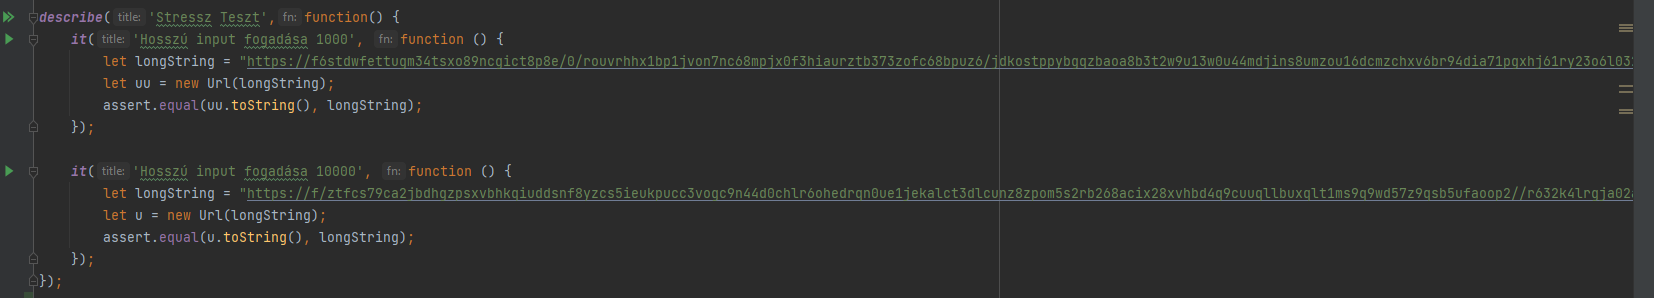 describe( title: 'Stressz Teszt', fn: function() {
it( title: 'Hosszú input fogadása 1000', fn: function () {
let longString = "https://f6stdwfettuqm34tsxo89ncqict8p8e/0/rouvrhhx1bp1jvon7nc68mpjx0f3hiaurztb373zofc68bpuz6/jdkostppybqqzbaoa8b3t2w9u13w0u44mdjins8umzou16dcmzchxv6br94dia71pqxhj61ry23o6l03
let uu = new Url(longString);
assert.equal(uu.toString(), longString);
});
it( title: 'Hosszú input fogadása 10000', fn: function () {
let longString = "https://f/ztfcs79ca2jbdhqzpsxvbhkqiuddsnf8yzcs5ieukpucc3voqc9n44d0chlr6ohedrqn0ue1jekalct3dlcunz8zpom5s2rb268acix28xvhbd4q9cuuqllbuxqlt1ms9q9wd57z9qsb5ufaoop2//r632k4lrqja02
let u = new Url(longString);
assert.equal(u.toString(), longString);
});
});